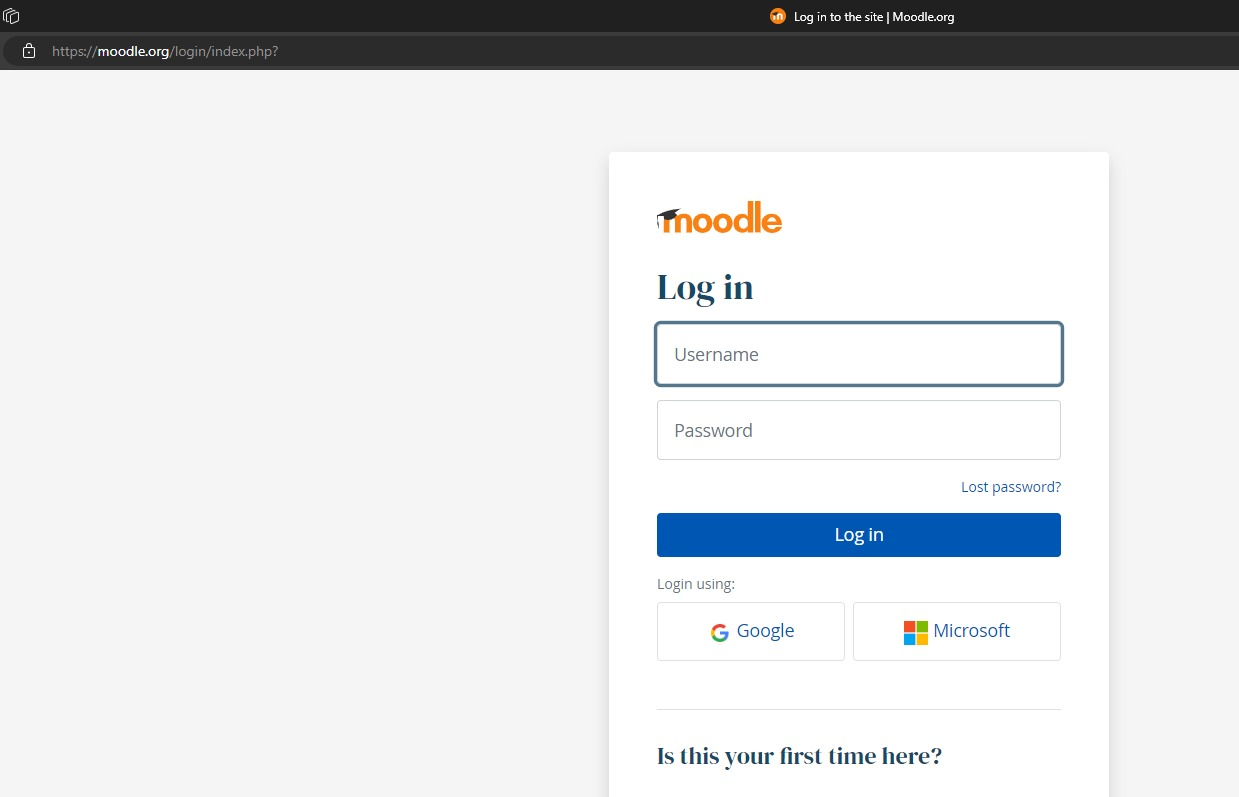 Log in to the site | Moodle.org
https://moodle.org/login/index.php?
moodle
Log in
Username
Password
Lost password?
Log in
Login using:
Google
Microsoft
Is this your first time here?